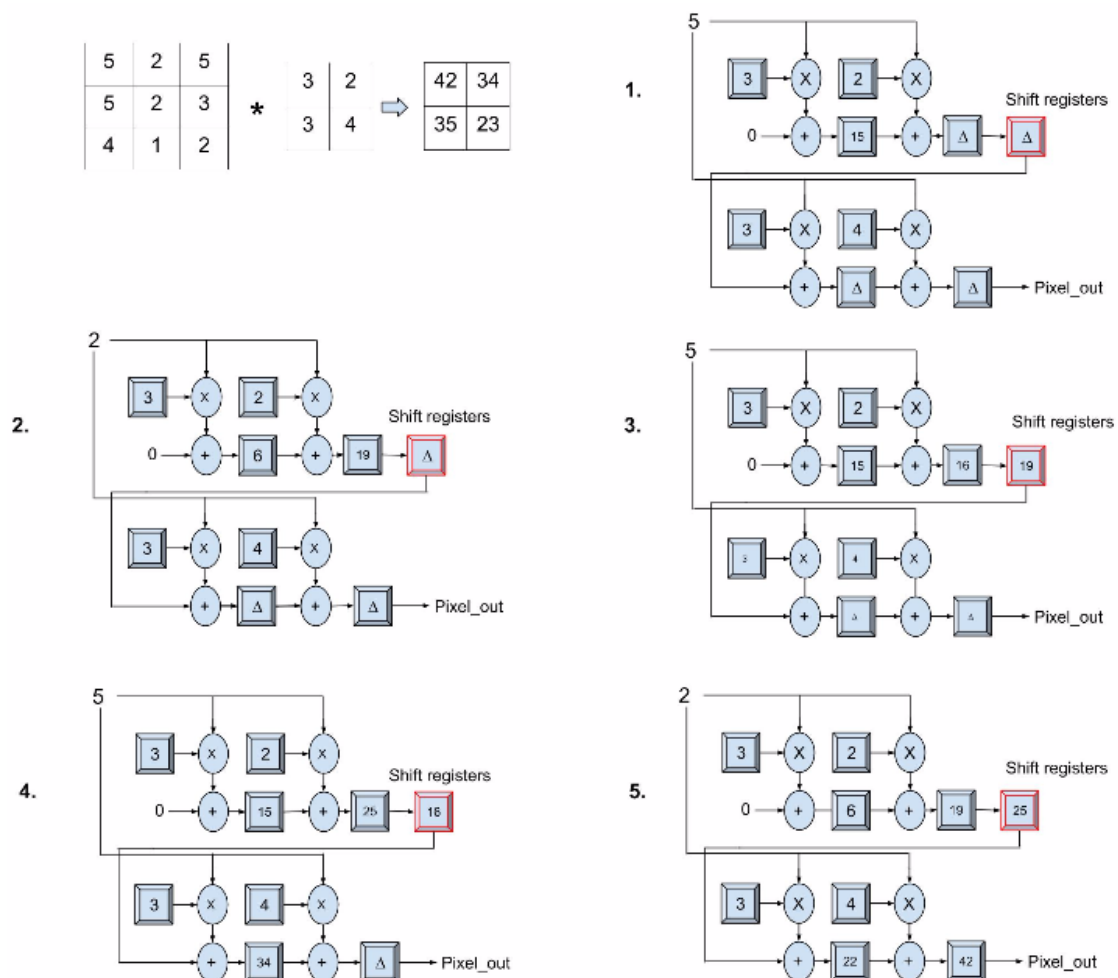 5 2 5
5 2 3
4 1 2
*
3 2
3 4
42 34
35 23
1.
5
3 X 2 X
Shift registers
0 + 15 + Δ Δ
3 X 4 X
+ Δ + Δ Pixel_out
2.
2
3 X 2 X
Shift registers
0 + 6 + 19 Δ
3 X 4 X
+ Δ + Δ Pixel_out
3.
5
3 X 2 X
Shift registers
0 + 15 + 16 19
3 X 4 X
+ Δ + Δ Pixel_out
4.
5
3 X 2 X
Shift registers
0 + 15 + 25 16
3 X 4 X
+ 34 + Δ Pixel_out
5.
2
3 X 2 X
Shift registers
0 + 6 + 19 25
3 X 4 X
+ 22 + 42 Pixel_out